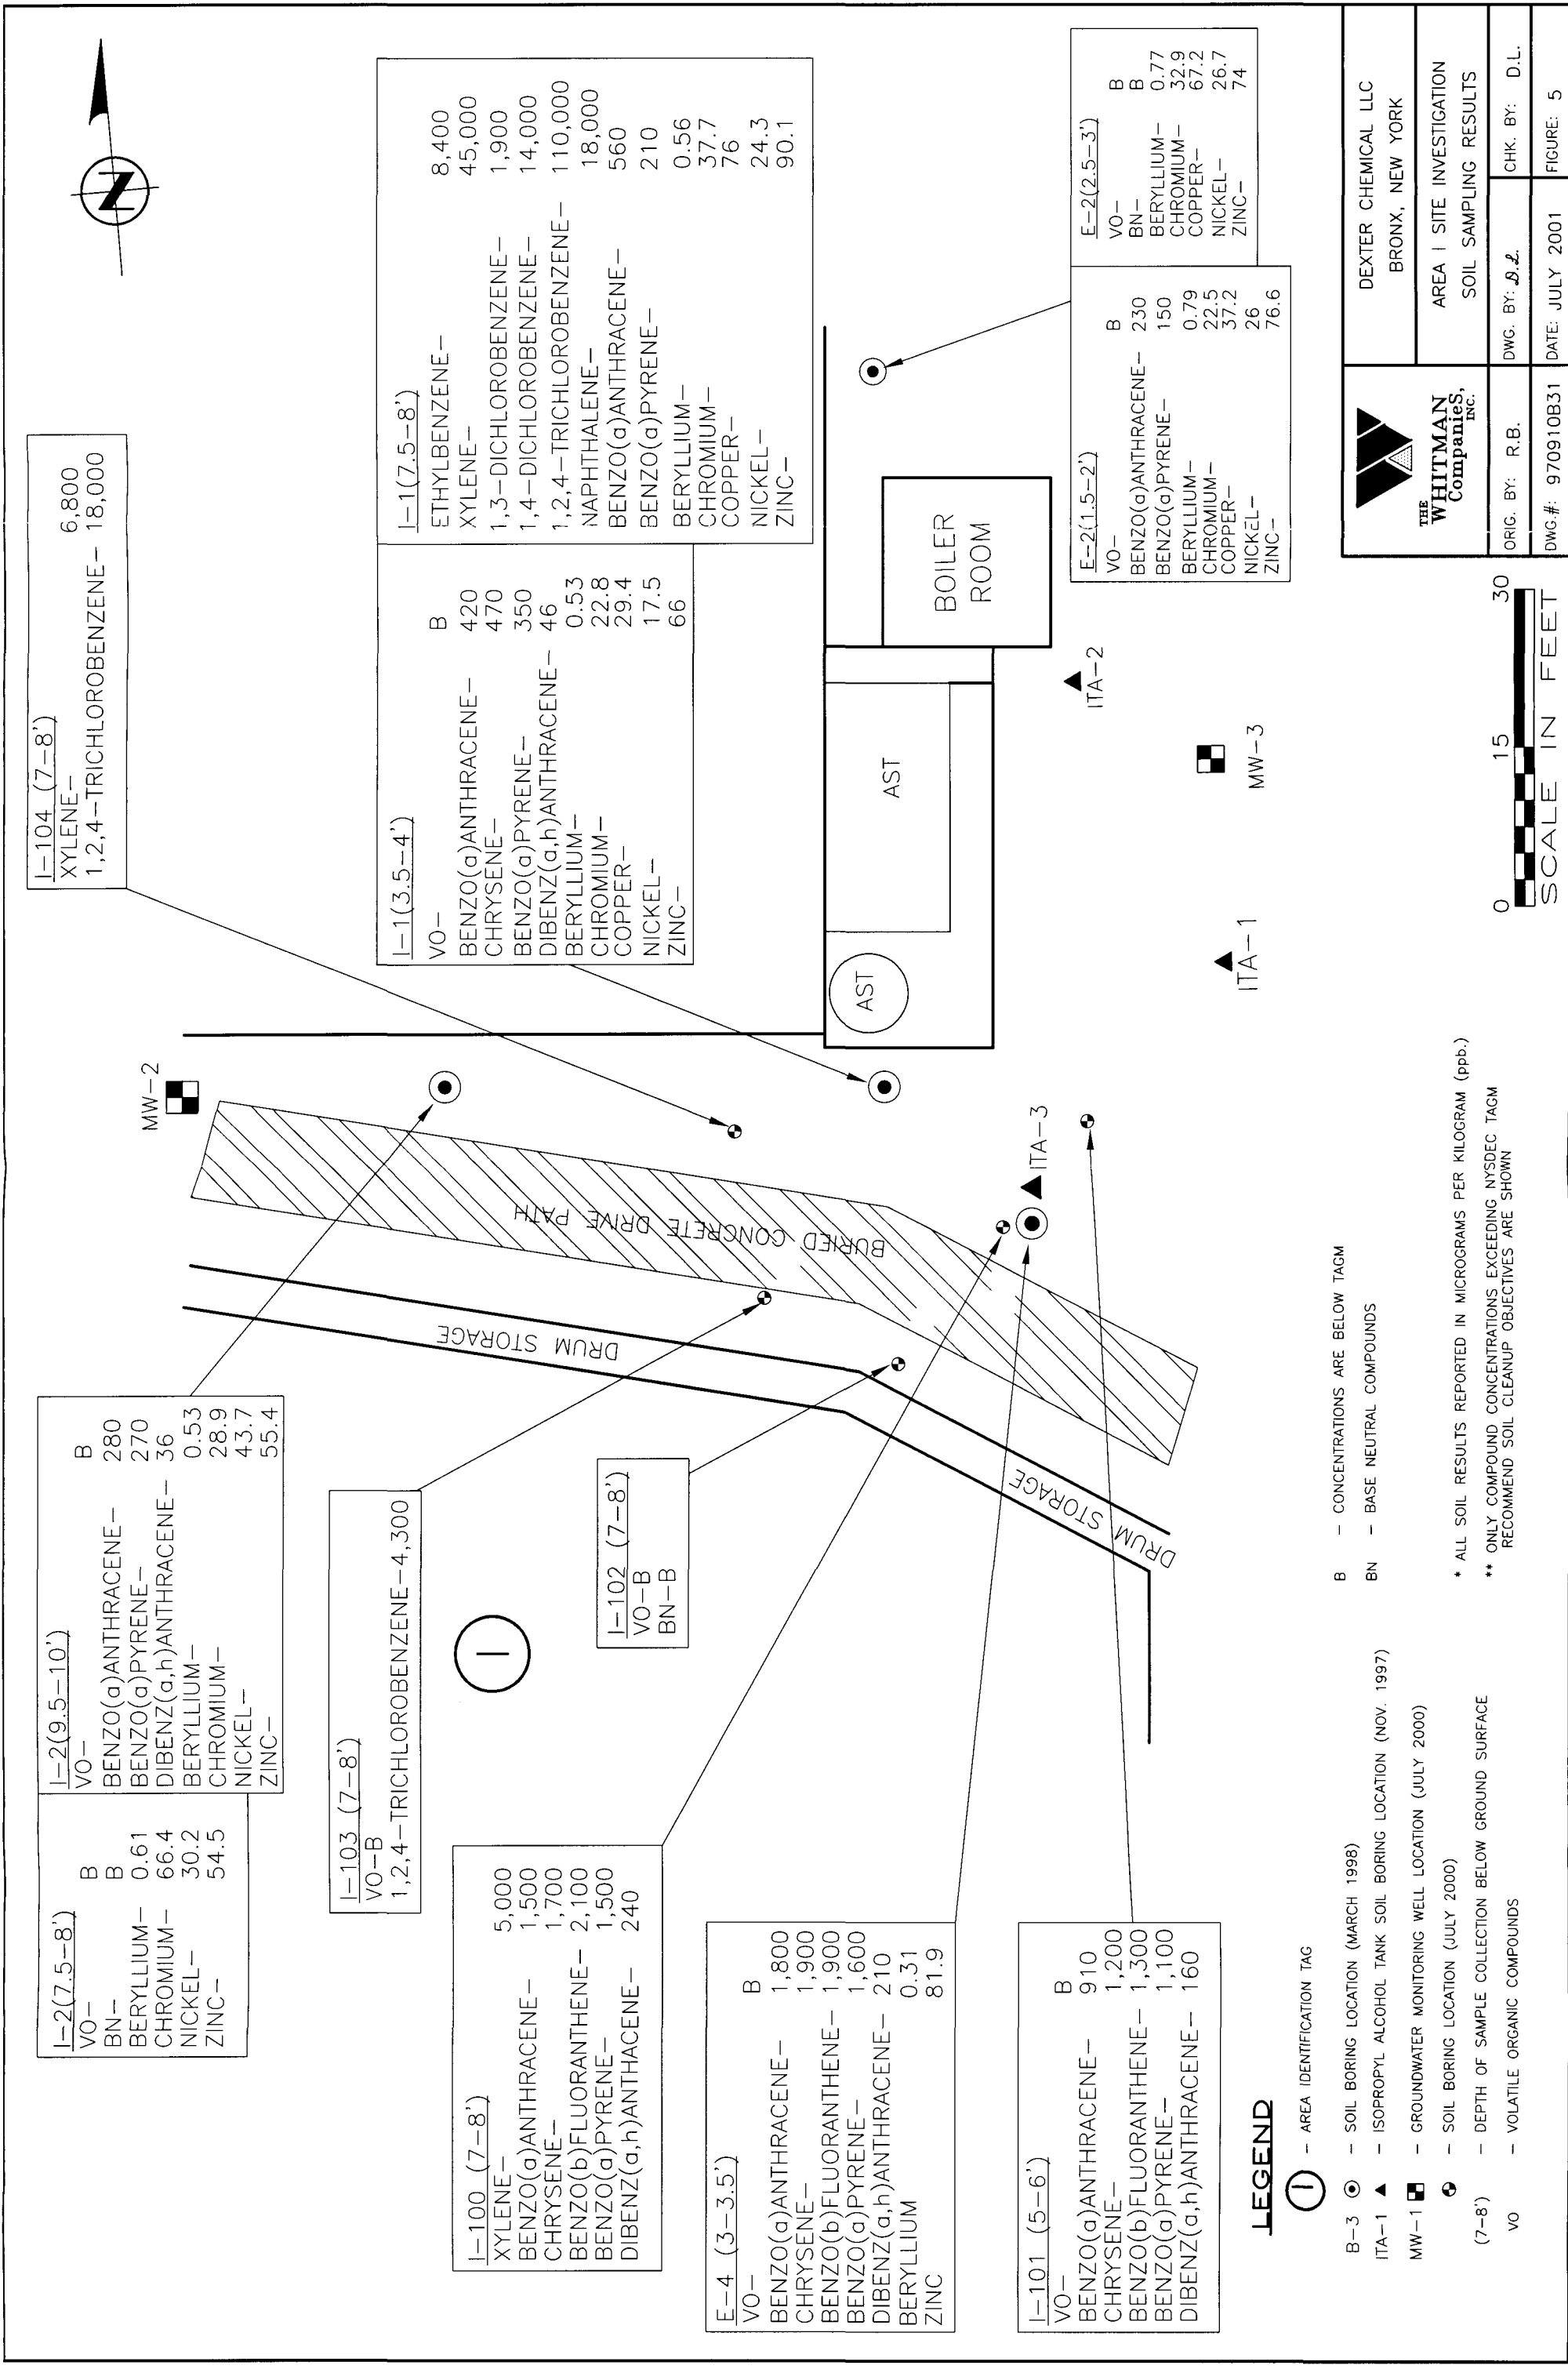 I-2(7.5-8')
VO- B
BN- B
BERYLLIUM- 0.61
CHROMIUM- 66.4
NICKEL- 30.2
ZINC- 54.5
I-2(9.5-10')
VO- B
BENZO(a)ANTHRACENE- 280
BENZO(a)PYRENE- 270
DIBENZ(a,h)ANTHRACENE- 36
BERYLLIUM- 0.53
CHROMIUM- 28.9
NICKEL- 43.7
ZINC- 55.4
MW-2
I-104 (7-8')
XYLENE- 6,800
1,2,4-TRICHLOROBENZENE- 18,000
N
I-103 (7-8')
VO-B
1,2,4-TRICHLOROBENZENE-4,300
I
I-102 (7-8')
VO-B
BN-B
I-100 (7-8')
XYLENE- 5,000
BENZO(a)ANTHRACENE- 1,500
CHRYSENE- 1,700
BENZO(b)FLUORANTHENE- 2,100
BENZO(a)PYRENE- 1,500
DIBENZ(a,h)ANTHACENE- 240
E-4 (3-3.5')
VO- B
BENZO(a)ANTHRACENE- 1,800
CHRYSENE- 1,900
BENZO(b)FLUORANTHENE- 1,900
BENZO(a)PYRENE- 1,600
DIBENZ(a,h)ANTHRACENE- 210
BERYLLIUM 0.31
ZINC 81.9
I-101 (5-6')
VO- B
BENZO(a)ANTHRACENE- 910
CHRYSENE- 1,200
BENZO(b)FLUORANTHENE- 1,300
BENZO(a)PYRENE- 1,100
DIBENZ(a,h)ANTHRACENE- 160
DRUM STORAGE
DRUM STORAGE
BURIED CONCRETE DRIVE PATH
I-1(3.5-4')
VO- B
BENZO(a)ANTHRACENE- 420
CHRYSENE- 470
BENZO(a)PYRENE- 350
DIBENZ(a,h)ANTHRACENE- 46
BERYLLIUM- 0.53
CHROMIUM- 22.8
COPPER- 29.4
NICKEL- 17.5
ZINC- 66
I-1(7.5-8')
ETHYLBENZENE- 8,400
XYLENE- 45,000
1,3-DICHLOROBENZENE- 1,900
1,4-DICHLOROBENZENE- 14,000
1,2,4-TRICHLOROBENZENE- 110,000
NAPHTHALENE- 18,000
BENZO(a)ANTHRACENE- 560
BENZO(a)PYRENE- 210
BERYLLIUM- 0.56
CHROMIUM- 37.7
COPPER- 76
NICKEL- 24.3
ZINC- 90.1
AST
AST
BOILER
ROOM
ITA-3
ITA-2
ITA-1
MW-3
E-2(1.5-2')
VO- B
BENZO(a)ANTHRACENE- 230
BENZO(a)PYRENE- 150
BERYLLIUM- 0.79
CHROMIUM- 22.5
COPPER- 37.2
NICKEL- 26
ZINC- 76.6
E-2(2.5-3')
VO- B
BN- B
BERYLLIUM- 0.77
CHROMIUM- 32.9
COPPER- 67.2
NICKEL- 26.7
ZINC- 74
LEGEND
I - AREA IDENTIFICATION TAG
B-3 - SOIL BORING LOCATION (MARCH 1998)
ITA-1 - ISOPROPYL ALCOHOL TANK SOIL BORING LOCATION (NOV. 1997)
MW-1 - GROUNDWATER MONITORING WELL LOCATION (JULY 2000)
- SOIL BORING LOCATION (JULY 2000)
(7-8') - DEPTH OF SAMPLE COLLECTION BELOW GROUND SURFACE
VO - VOLATILE ORGANIC COMPOUNDS
B - CONCENTRATIONS ARE BELOW TAGM
BN - BASE NEUTRAL COMPOUNDS
* ALL SOIL RESULTS REPORTED IN MICROGRAMS PER KILOGRAM (ppb.)
** ONLY COMPOUND CONCENTRATIONS EXCEEDING NYSDEC TAGM
RECOMMEND SOIL CLEANUP OBJECTIVES ARE SHOWN
0 15 30
SCALE IN FEET
THE
WHITMAN
CompanieS,
INC.
DEXTER CHEMICAL LLC
BRONX, NEW YORK
AREA I SITE INVESTIGATION
SOIL SAMPLING RESULTS
ORIG. BY: R.B.
DWG. BY: D.L.
CHK. BY: D.L.
DWG.#: 970910B31
DATE: JULY 2001
FIGURE: 5